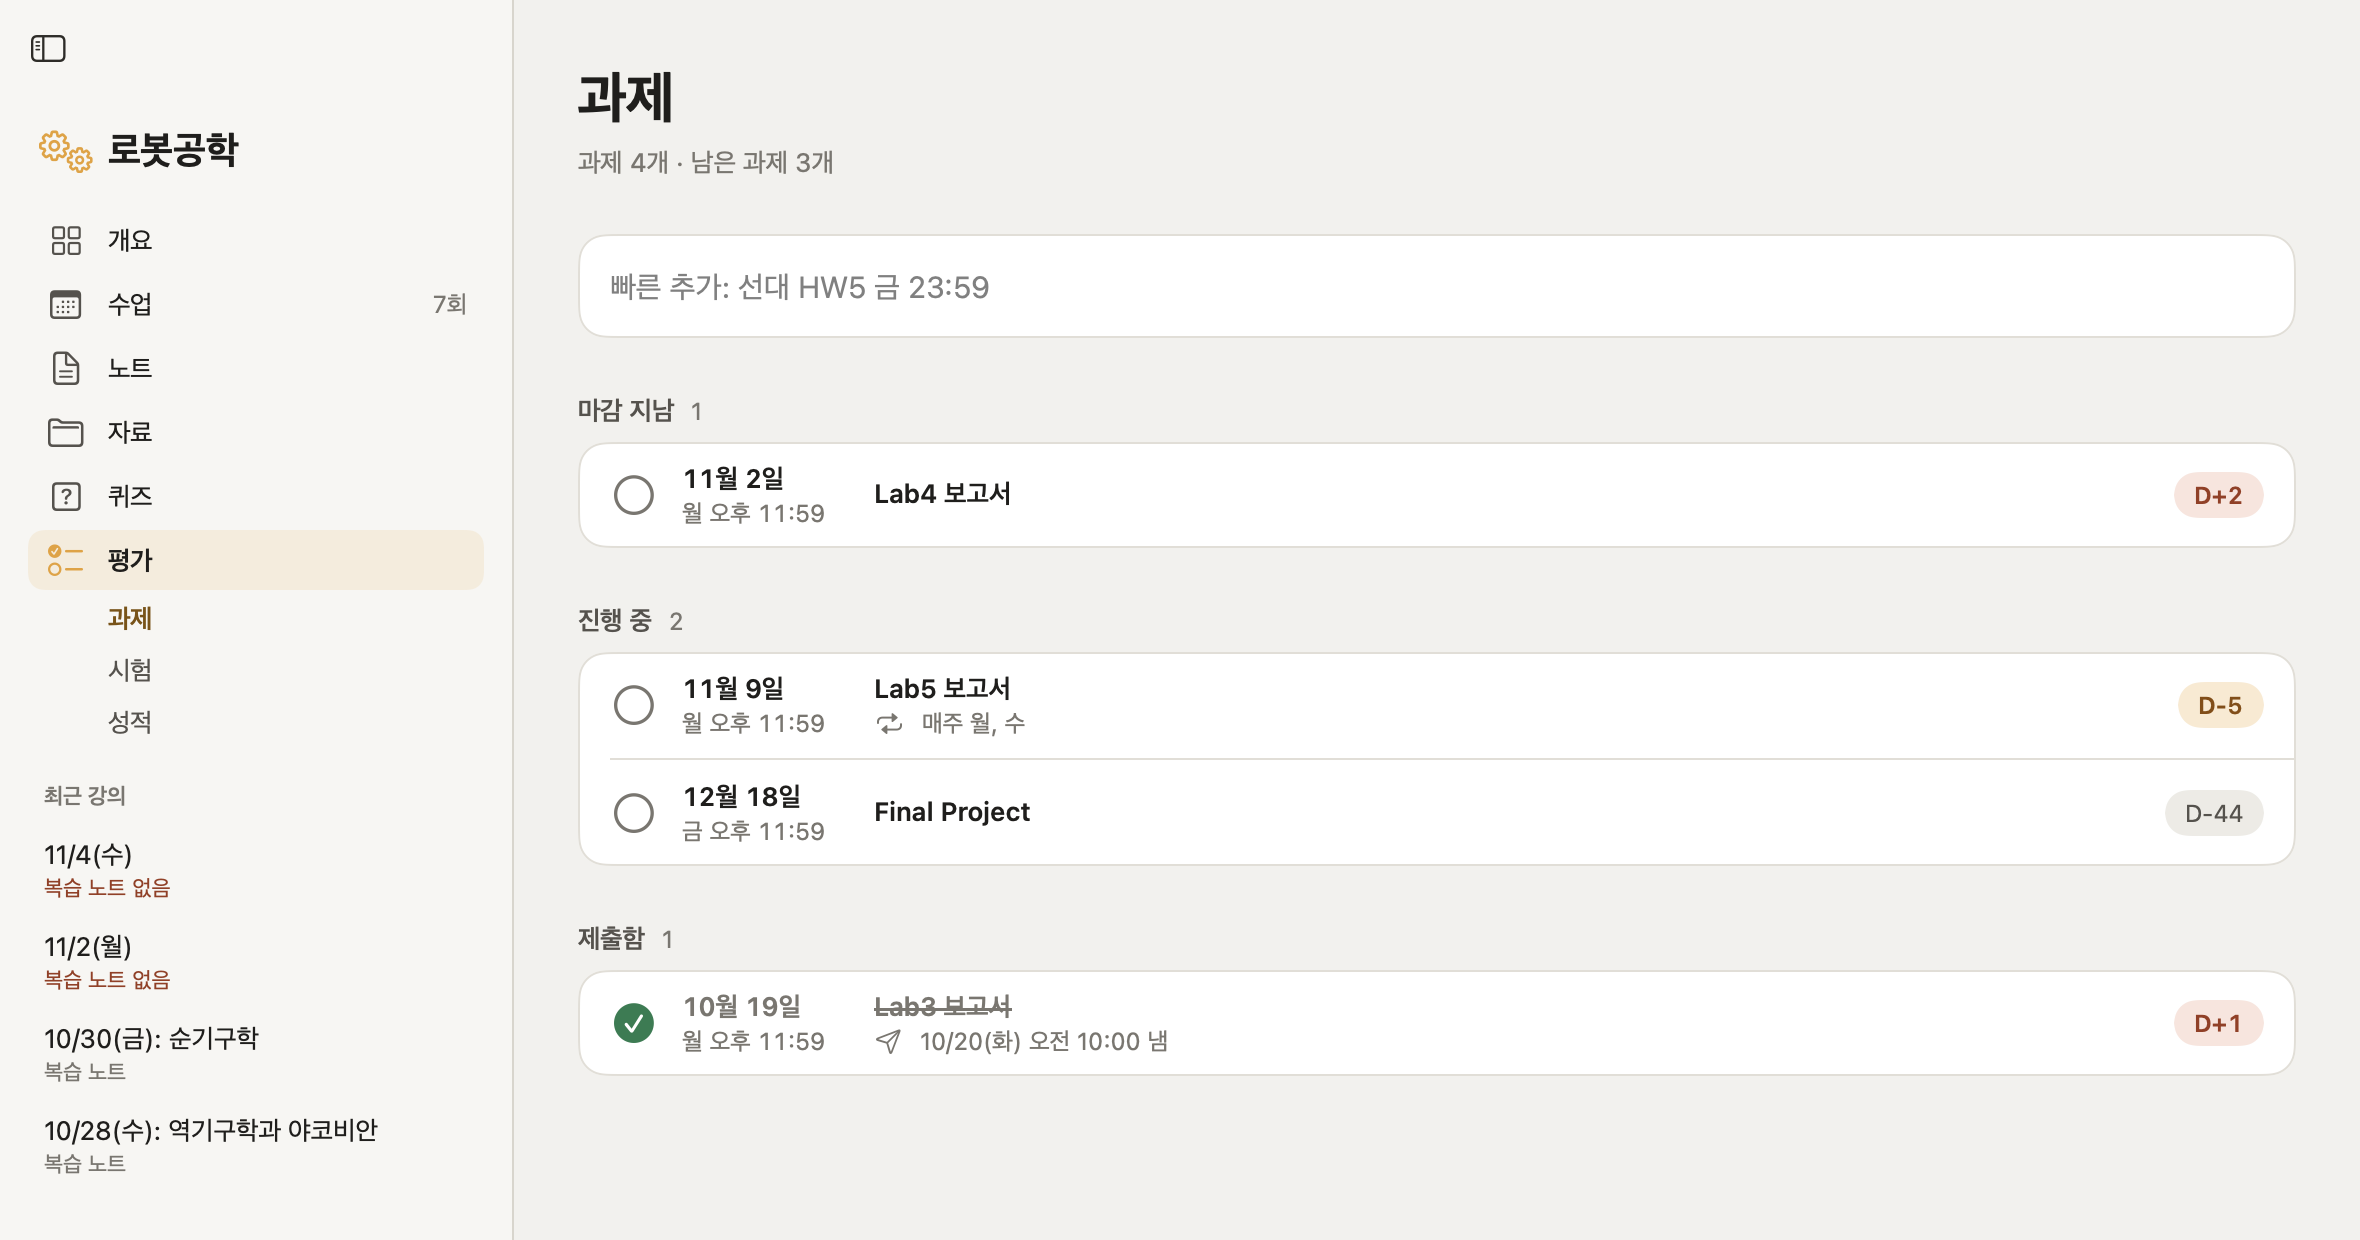 로봇공학
개요
수업 7회
노트
자료
퀴즈
평가
과제
시험
성적
최근 강의
11/4(수)
복습 노트 없음
11/2(월)
복습 노트 없음
10/30(금): 순기구학
복습 노트
10/28(수): 역기구학과 야코비안
복습 노트
과제
과제 4개 · 남은 과제 3개
빠른 추가: 선대 HW5 금 23:59
마감 지남 1
11월 2일
월 오후 11:59
Lab4 보고서
D+2
진행 중 2
11월 9일
월 오후 11:59
Lab5 보고서
매주 월, 수
D-5
12월 18일
금 오후 11:59
Final Project
D-44
제출함 1
10월 19일
월 오후 11:59
Lab3 보고서
10/20(화) 오전 10:00 냄
D+1